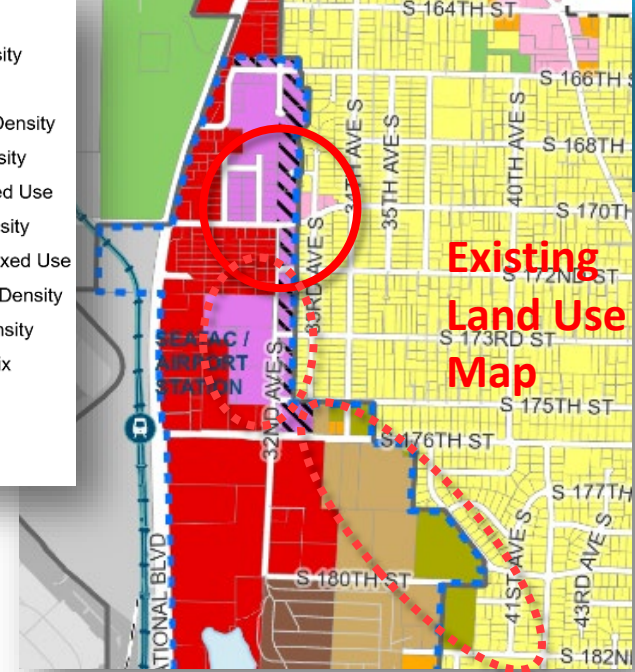 sity
Density
sity
ed Use
sity
xed Use
Density
nsity
ix
S 164TH ST
S 166TH S
S 168TH
S 170TH
S 172ND ST
S 173RD ST
S 175TH ST
S 176TH ST
S 177TH
S 180TH ST
S 182N
34TH AVE S
35TH AVE S
40TH AVE S
33RD AVE S
32ND AVE S
41ST AVE S
43RD AVE S
TIONAL BLVD
SEATAC /
AIRPORT
STATION
Existing
Land Use
Map